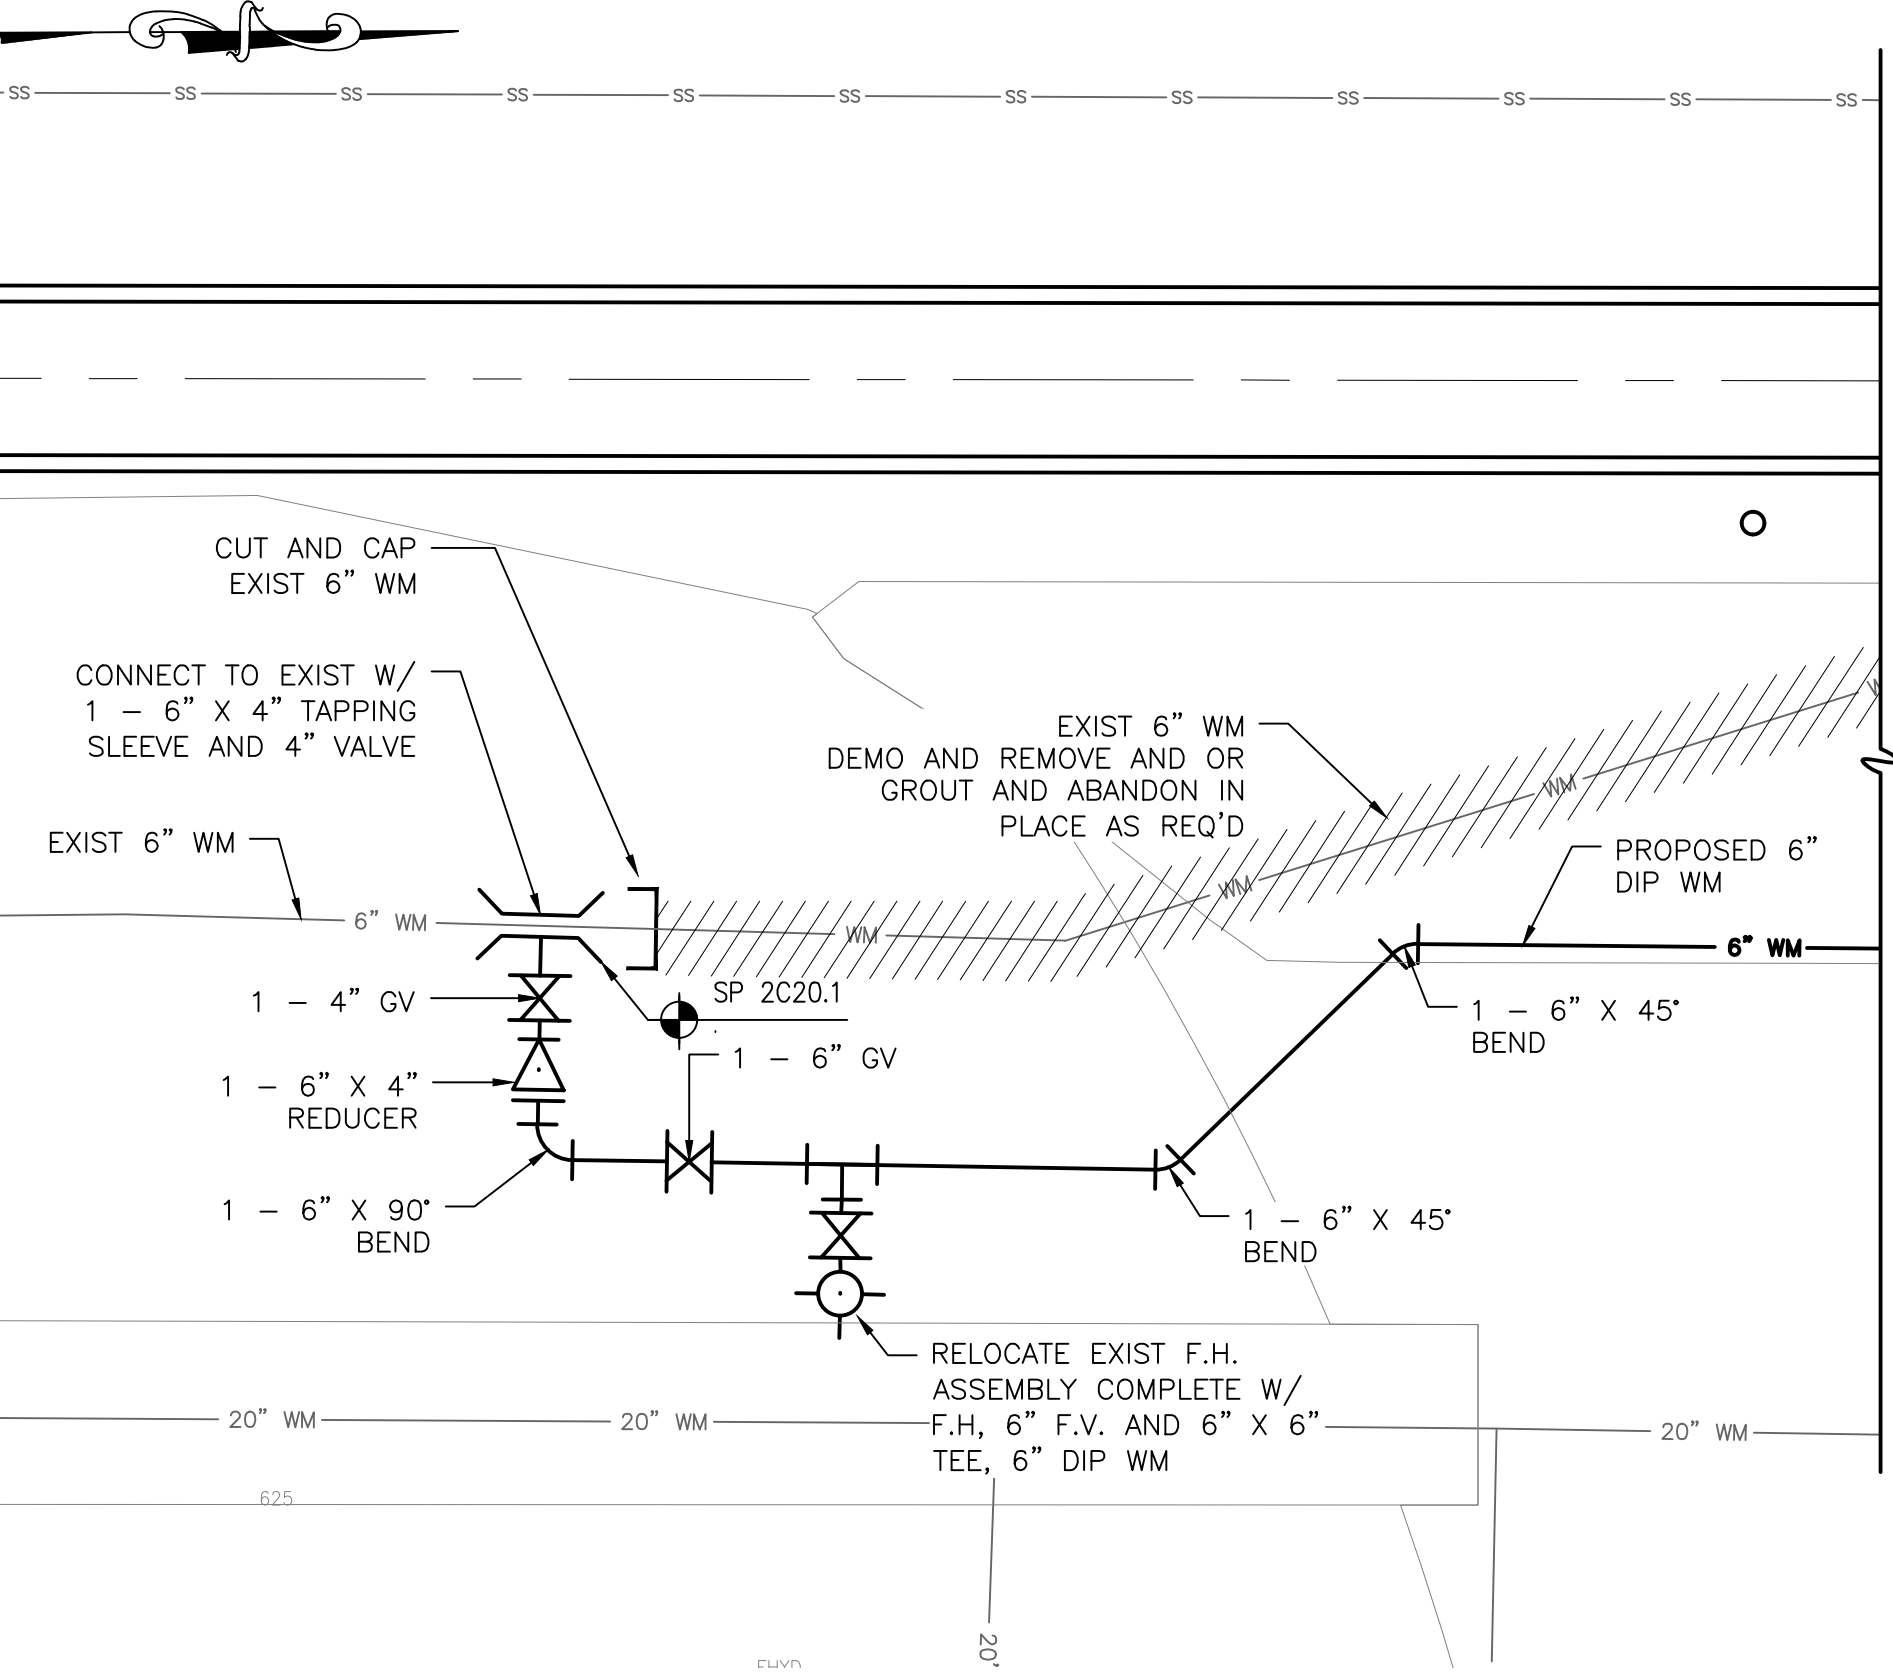 SS SS SS SS SS SS SS SS SS SS SS SS
CUT AND CAP
EXIST 6" WM
CONNECT TO EXIST W/
1 – 6" X 4" TAPPING
SLEEVE AND 4" VALVE
EXIST 6" WM
DEMO AND REMOVE AND OR
GROUT AND ABANDON IN
PLACE AS REQ'D
WM
EXIST 6" WM
PROPOSED 6"
DIP WM
WM
6" WM
WM
6" WM
1 – 4" GV
SP 2C20.1
1 – 6" X 45°
BEND
1 – 6" GV
1 – 6" X 4"
REDUCER
1 – 6" X 90°
BEND
1 – 6" X 45°
BEND
RELOCATE EXIST F.H.
ASSEMBLY COMPLETE W/
F.H, 6" F.V. AND 6" X 6"
TEE, 6" DIP WM
20" WM
20" WM
20" WM
625
20'